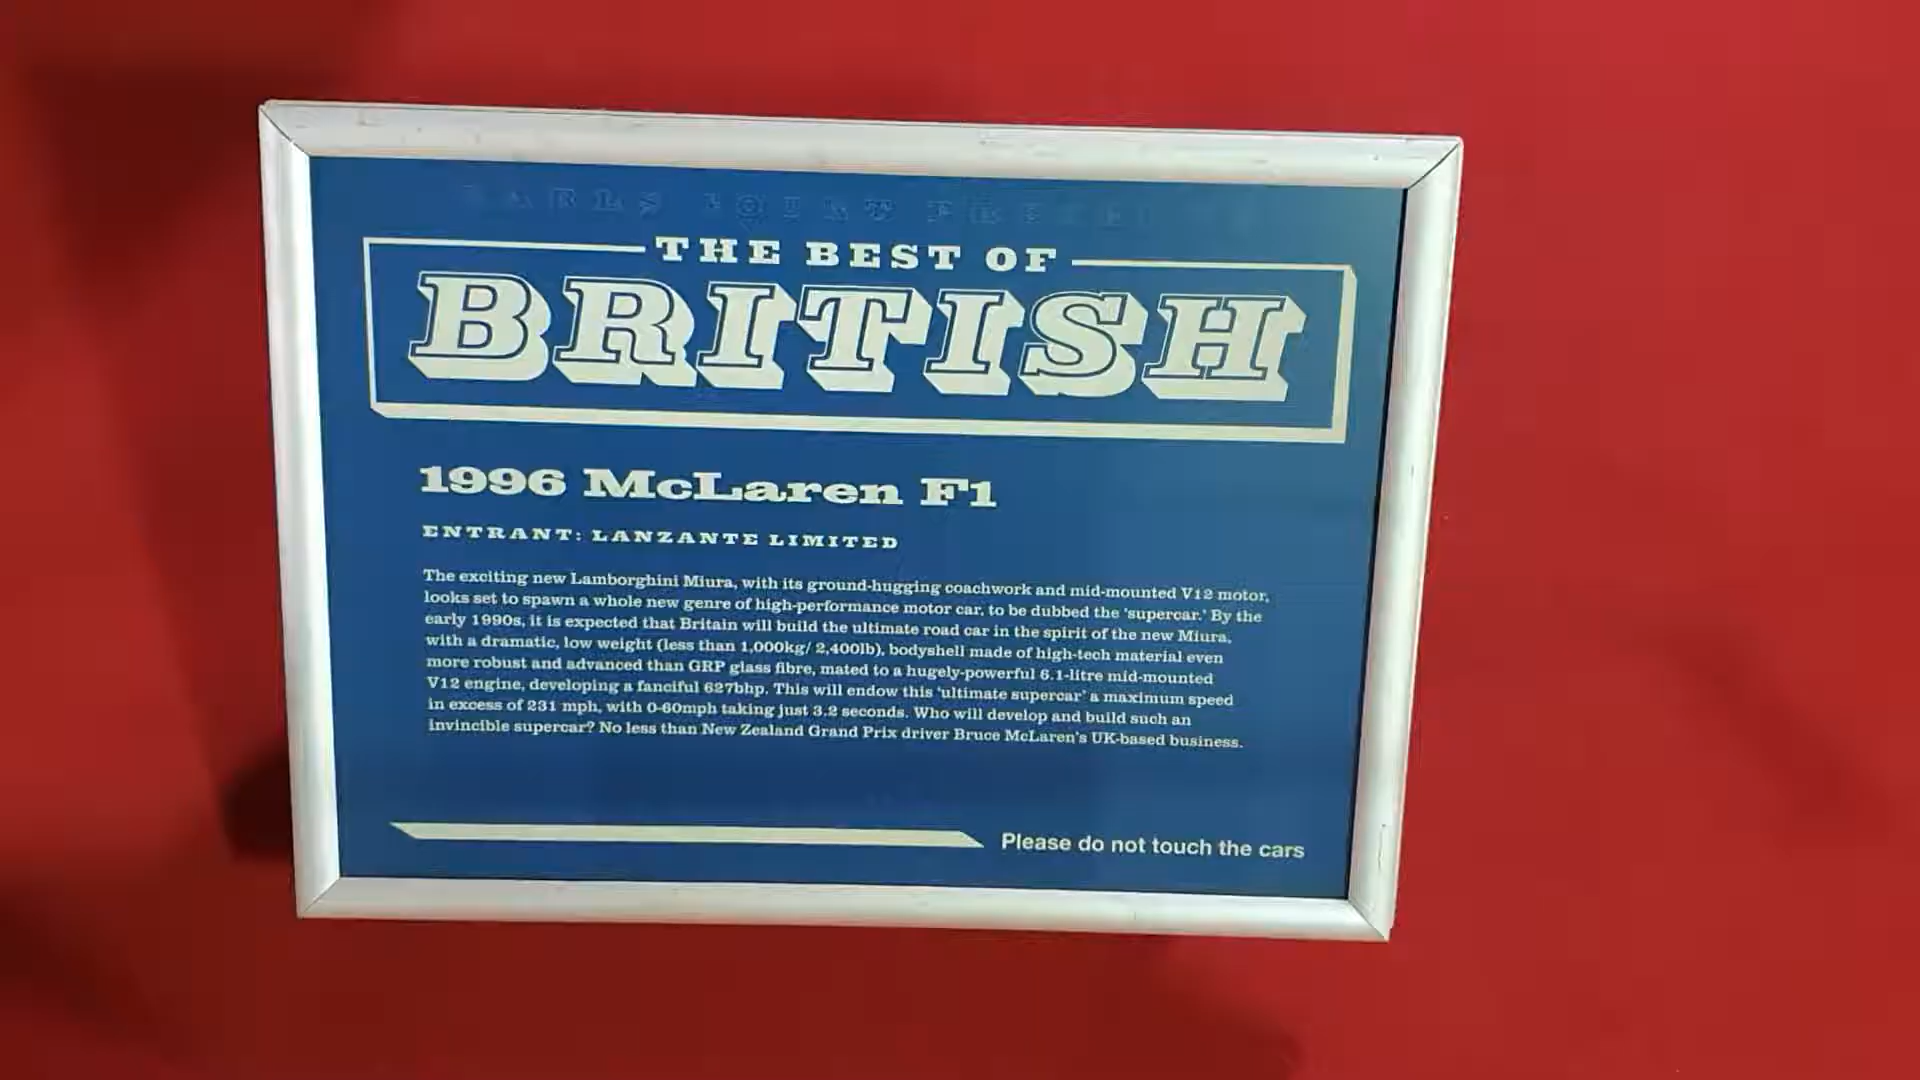 THE BEST OF
BRITISH
1996 McLaren F1
ENTRANT: LANZANTE LIMITED
The exciting new Lamborghini Miura, with its ground-hugging coachwork and mid-mounted V12 motor,
looks set to spawn a whole new genre of high-performance motor car, to be dubbed the 'supercar.' By the
early 1990s, it is expected that Britain will build the ultimate road car in the spirit of the new Miura,
with a dramatic, low weight (less than 1,000kg/ 2,400lb), bodyshell made of high-tech material even
more robust and advanced than GRP glass fibre, mated to a hugely-powerful 6.1-litre mid-mounted
V12 engine, developing a fanciful 627bhp. This will endow this 'ultimate supercar' a maximum speed
in excess of 231 mph, with 0-60mph taking just 3.2 seconds. Who will develop and build such an
invincible supercar? No less than New Zealand Grand Prix driver Bruce McLaren's UK-based business.
Please do not touch the cars